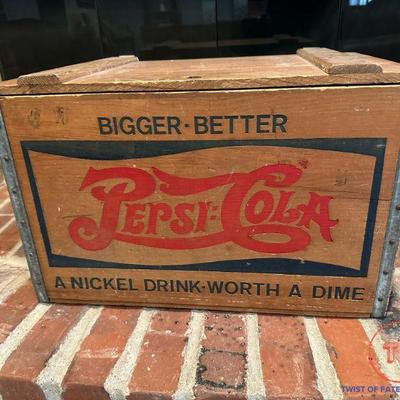 BIGGER·BETTER
PEPSI=COLA
A NICKEL DRINK·WORTH A DIME
TWIST OF FATE